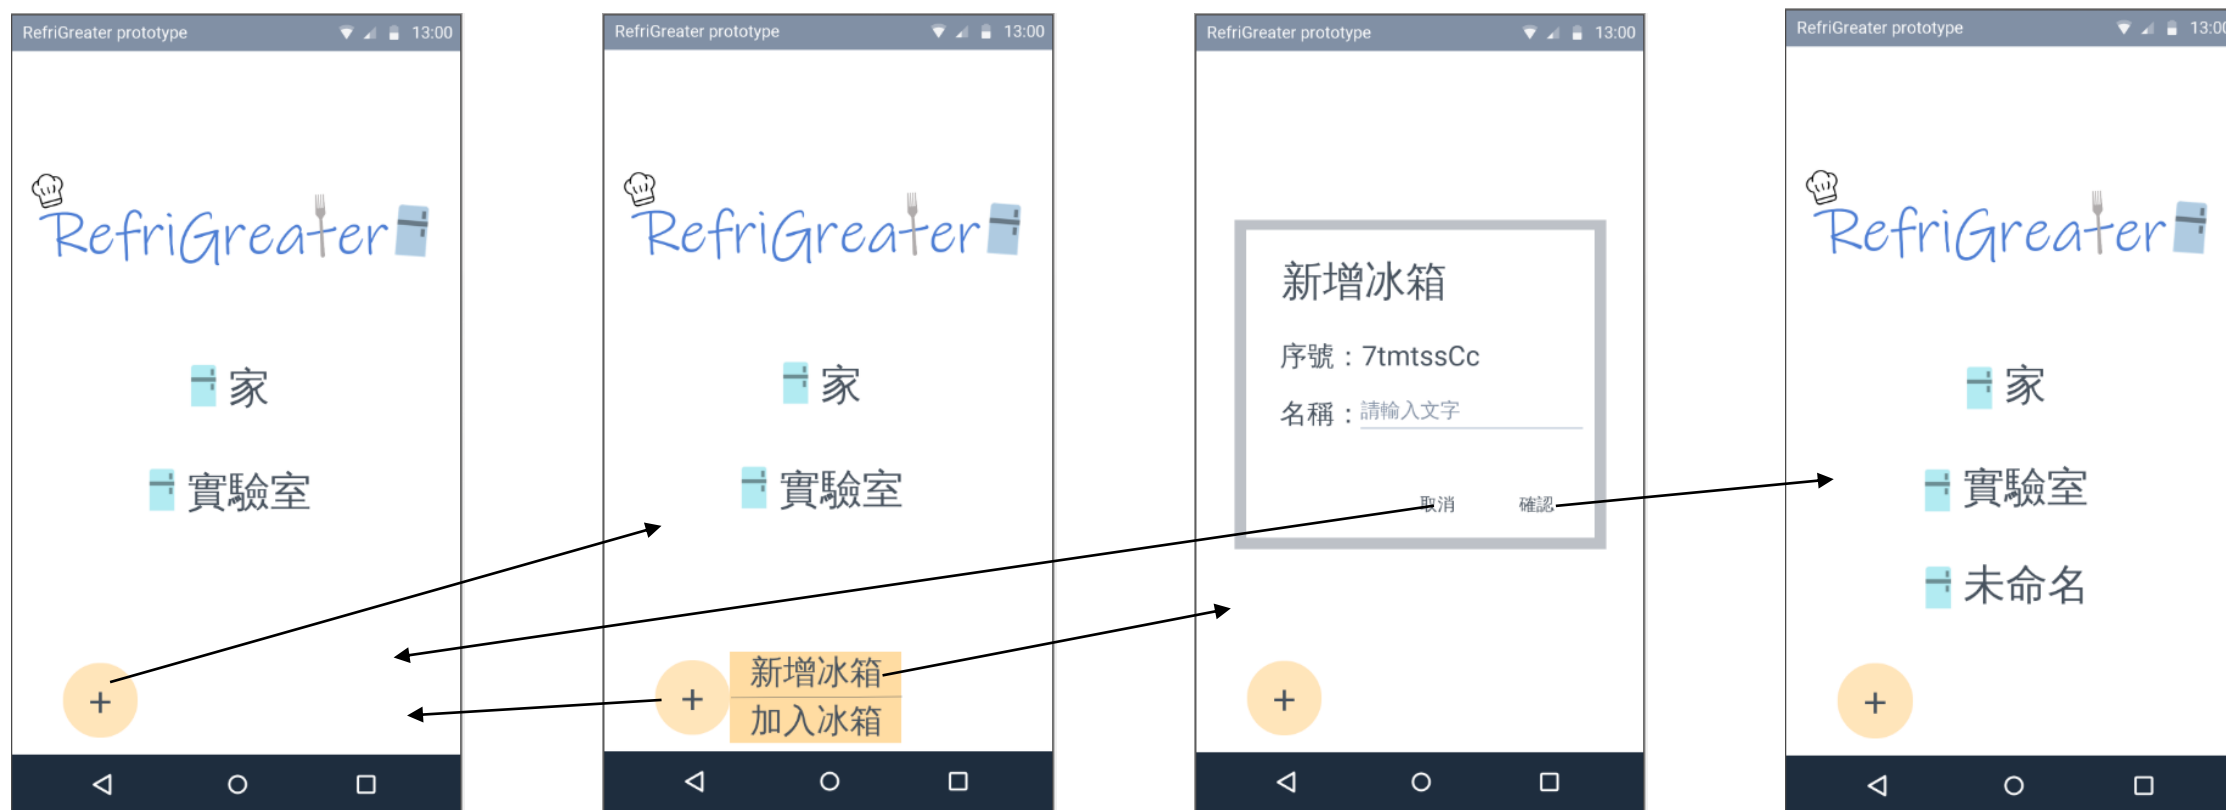 RefriGreater prototype 13:00
RefriGreater
家
實驗室
+
RefriGreater prototype 13:00
RefriGreater
家
實驗室
+
新增冰箱
加入冰箱
RefriGreater prototype 13:00
新增冰箱
序號：7tmtssCc
名稱：請輸入文字
取消 確認
+
RefriGreater prototype 13:00
RefriGreater
家
實驗室
未命名
+